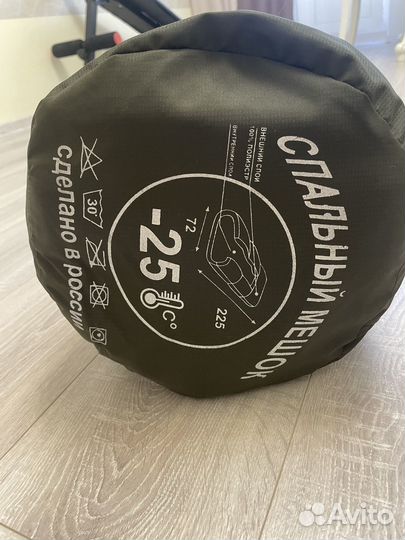 СПАЛЬНЫЙ МЕШОК
ВНЕШНИЙ СЛОЙ
100% ПОЛИЭСТР
ВНУТРЕННИЙ СЛОЙ
72
225
-25
C°
30°
сделано в россии
Avito